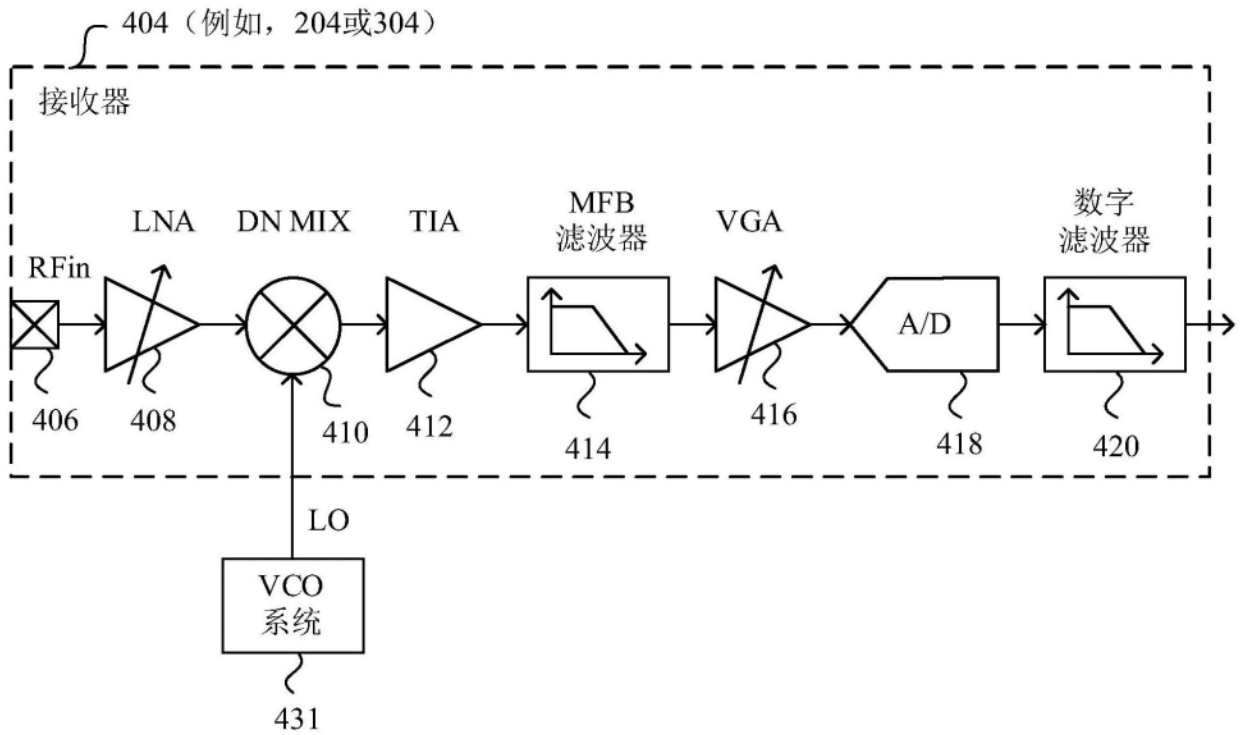 404（例如，204或304）
接收器
LNA
DN MIX
TIA
MFB
滤波器
VGA
数字
滤波器
RFin
A/D
406
408
410
412
414
416
418
420
LO
VCO
系统
431